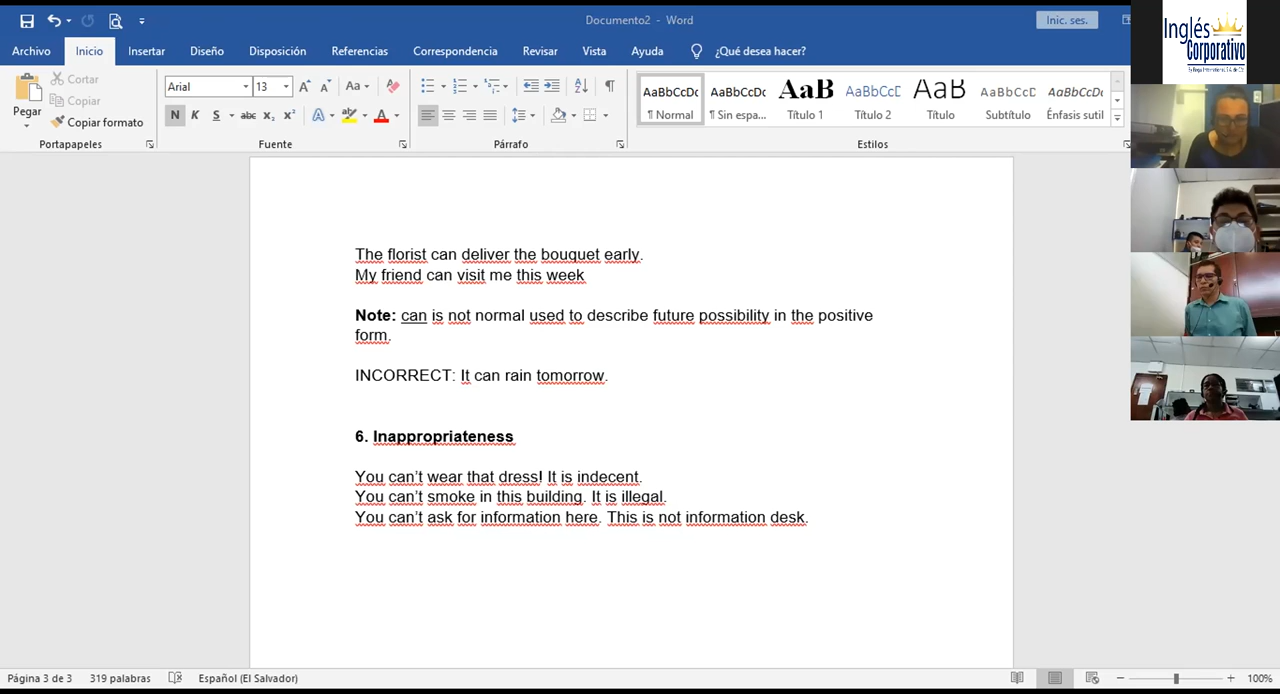 Documento2 - Word
Inic. ses.
Archivo Inicio Insertar Diseño Disposición Referencias Correspondencia Revisar Vista Ayuda ¿Qué desea hacer?
Pegar
Cortar
Copiar
Copiar formato
Portapapeles
Arial 13
Aa
N K S abc x₂ x²
A
Fuente
Párrafo
AaBbCcDc AaBbCcDc AaB AaBbCcD AaB AaBbCcD AaBbCcDc
¶ Normal ¶ Sin espa... Título 1 Título 2 Título Subtítulo Énfasis sutil
Estilos
Inglés
Corporativo
The florist can deliver the bouquet early.
My friend can visit me this week
Note: can is not normal used to describe future possibility in the positive
form.
INCORRECT: It can rain tomorrow.
6. Inappropriateness
You can’t wear that dress! It is indecent.
You can’t smoke in this building. It is illegal.
You can’t ask for information here. This is not information desk.
Página 3 de 3 319 palabras Español (El Salvador) 100%